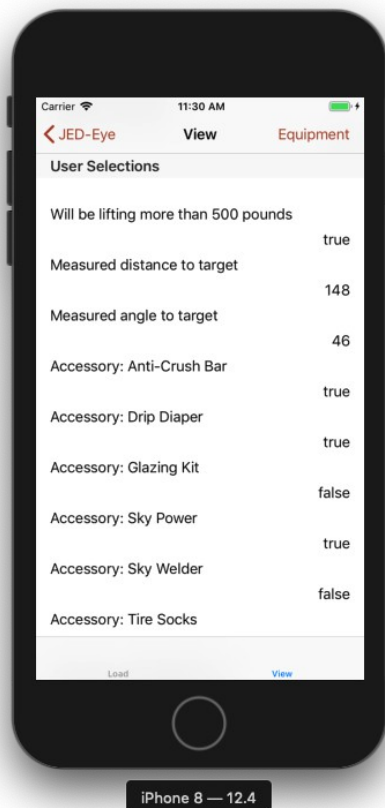 Carrier 11:30 AM
JED-Eye View Equipment
User Selections
Will be lifting more than 500 pounds
true
Measured distance to target
148
Measured angle to target
46
Accessory: Anti-Crush Bar
true
Accessory: Drip Diaper
true
Accessory: Glazing Kit
false
Accessory: Sky Power
true
Accessory: Sky Welder
false
Accessory: Tire Socks
Load View
iPhone 8 — 12.4